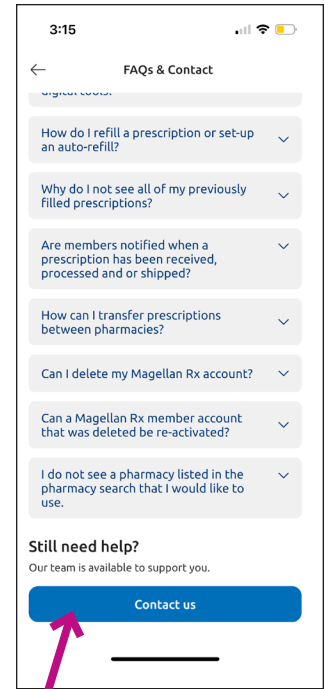 3:15
FAQs & Contact
digital tools.
How do I refill a prescription or set-up
an auto-refill?
Why do I not see all of my previously
filled prescriptions?
Are members notified when a
prescription has been received,
processed and or shipped?
How can I transfer prescriptions
between pharmacies?
Can I delete my Magellan Rx account?
Can a Magellan Rx member account
that was deleted be re-activated?
I do not see a pharmacy listed in the
pharmacy search that I would like to
use.
Still need help?
Our team is available to support you.
Contact us